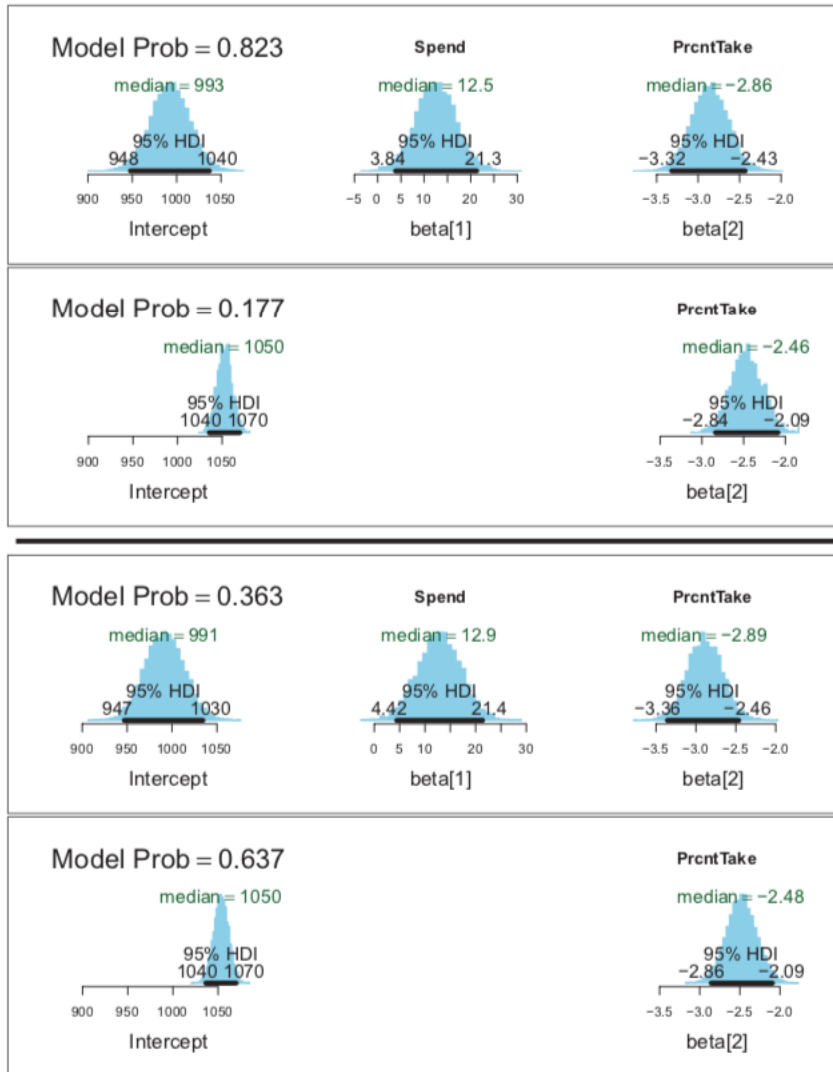 Model Prob = 0.823 Spend PrcntTake
median = 993 median = 12.5 median = −2.86
95% HDI 95% HDI 95% HDI
948 1040 3.84 21.3 −3.32 −2.43
900 950 1000 1050 −5 0 5 10 20 30 −3.5 −3.0 −2.5 −2.0
Intercept beta[1] beta[2]
Model Prob = 0.177 PrcntTake
median = 1050 median = −2.46
95% HDI 95% HDI
1040 1070 −2.84 −2.09
900 950 1000 1050 −3.5 −3.0 −2.5 −2.0
Intercept beta[2]
Model Prob = 0.363 Spend PrcntTake
median = 991 median = 12.9 median = −2.89
95% HDI 95% HDI 95% HDI
947 1030 4.42 21.4 −3.36 −2.46
900 950 1000 1050 0 5 10 20 30 −3.5 −3.0 −2.5 −2.0
Intercept beta[1] beta[2]
Model Prob = 0.637 PrcntTake
median = 1050 median = −2.48
95% HDI 95% HDI
1040 1070 −2.86 −2.09
900 950 1000 1050 −3.5 −3.0 −2.5 −2.0
Intercept beta[2]